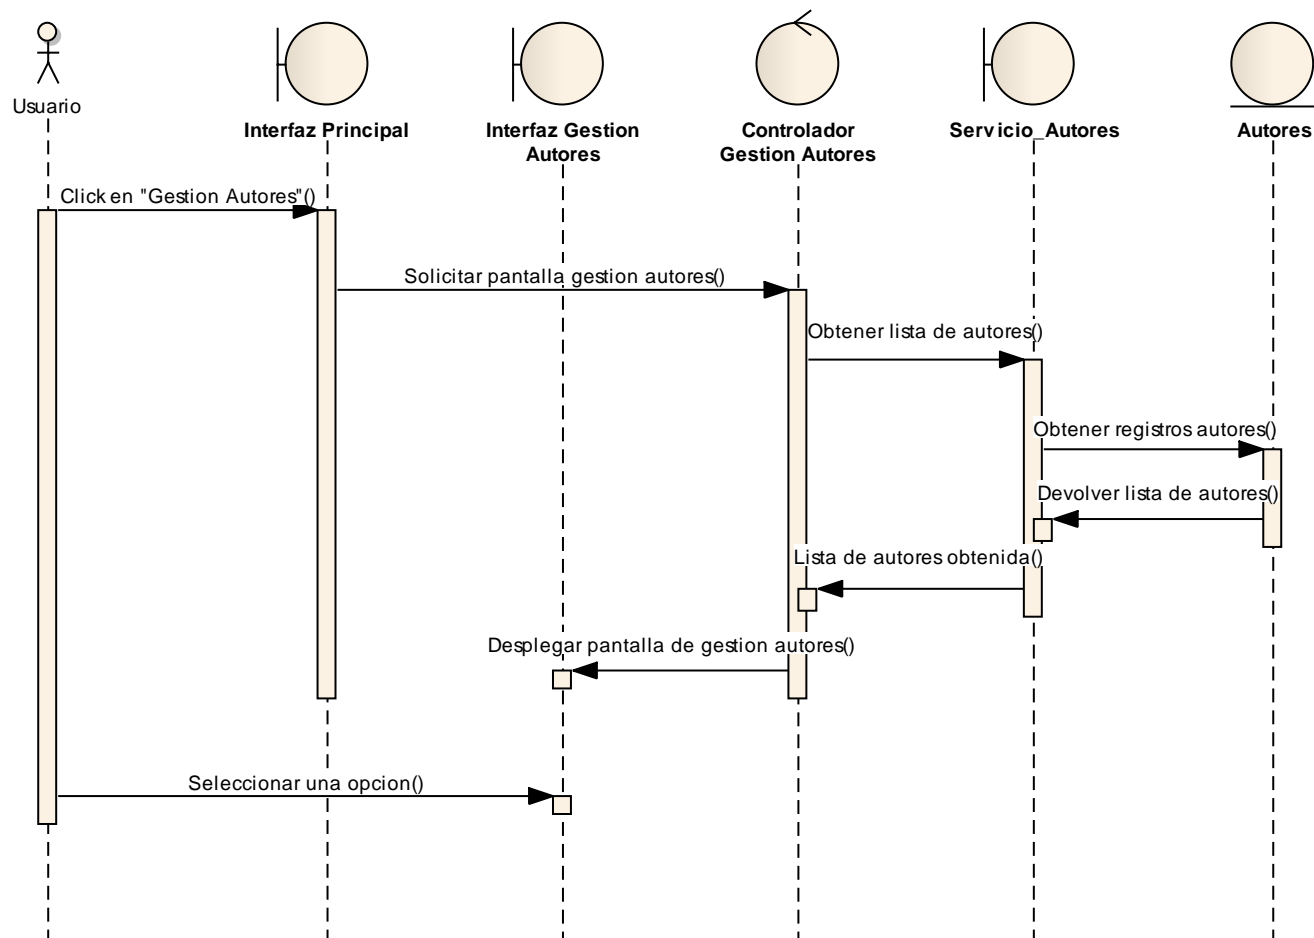 Usuario
Interfaz Principal
Interfaz Gestion
Autores
Controlador
Gestion Autores
Servicio_Autores
Autores
Click en "Gestion Autores"()
Solicitar pantalla gestion autores()
Obtener lista de autores()
Obtener registros autores()
Devolver lista de autores()
Lista de autores obtenida()
Desplegar pantalla de gestion autores()
Seleccionar una opcion()